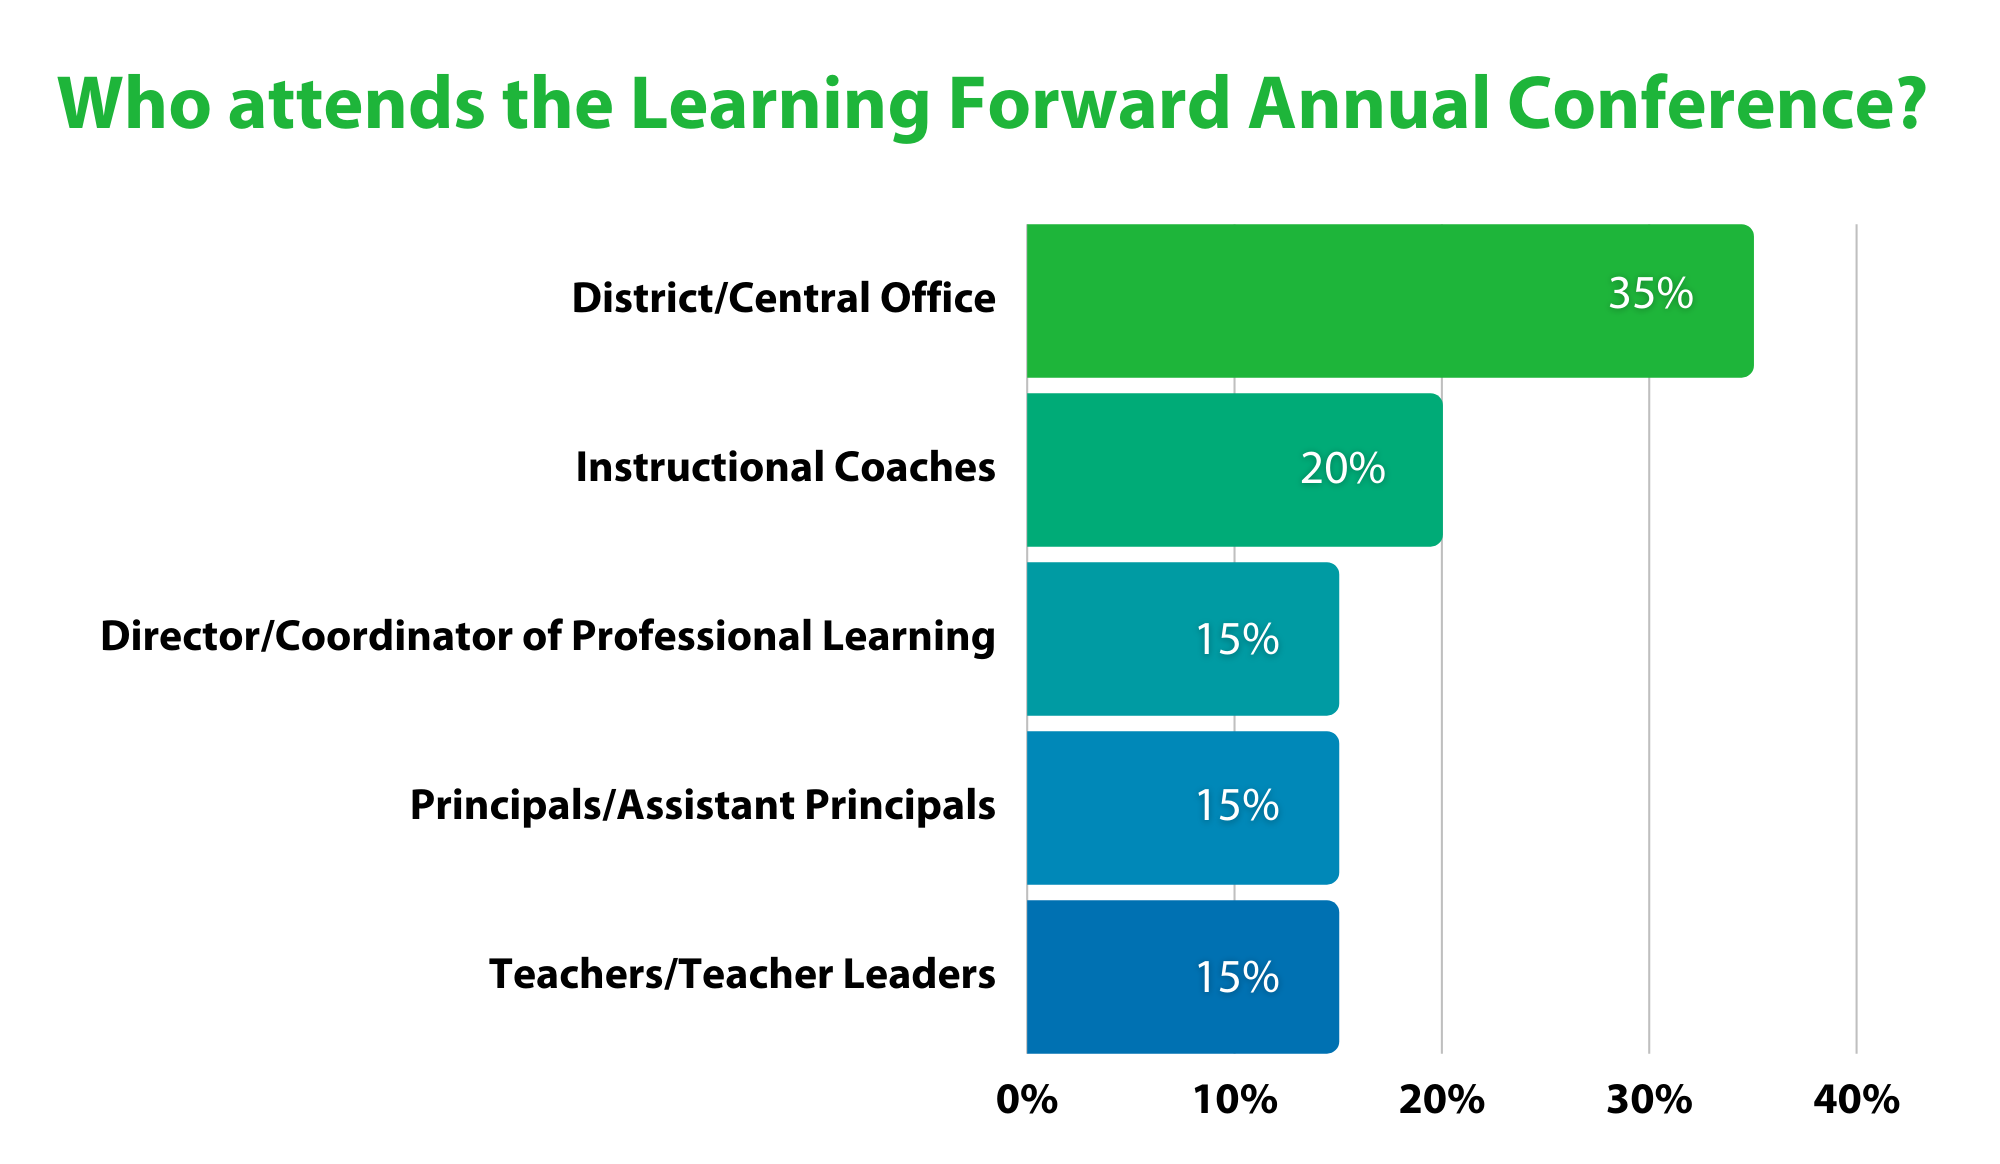 Who attends the Learning Forward Annual Conference?
District/Central Office
35%
Instructional Coaches
20%
Director/Coordinator of Professional Learning
15%
Principals/Assistant Principals
15%
Teachers/Teacher Leaders
15%
0% 10% 20% 30% 40%